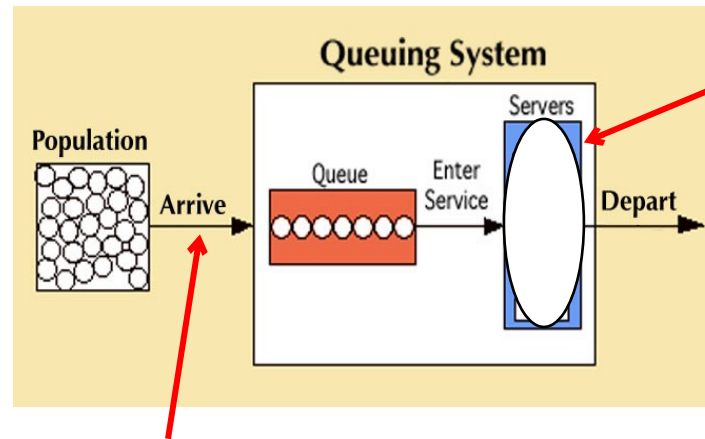 Queuing System
Servers
Population
Queue
Enter
Service
Arrive
Depart